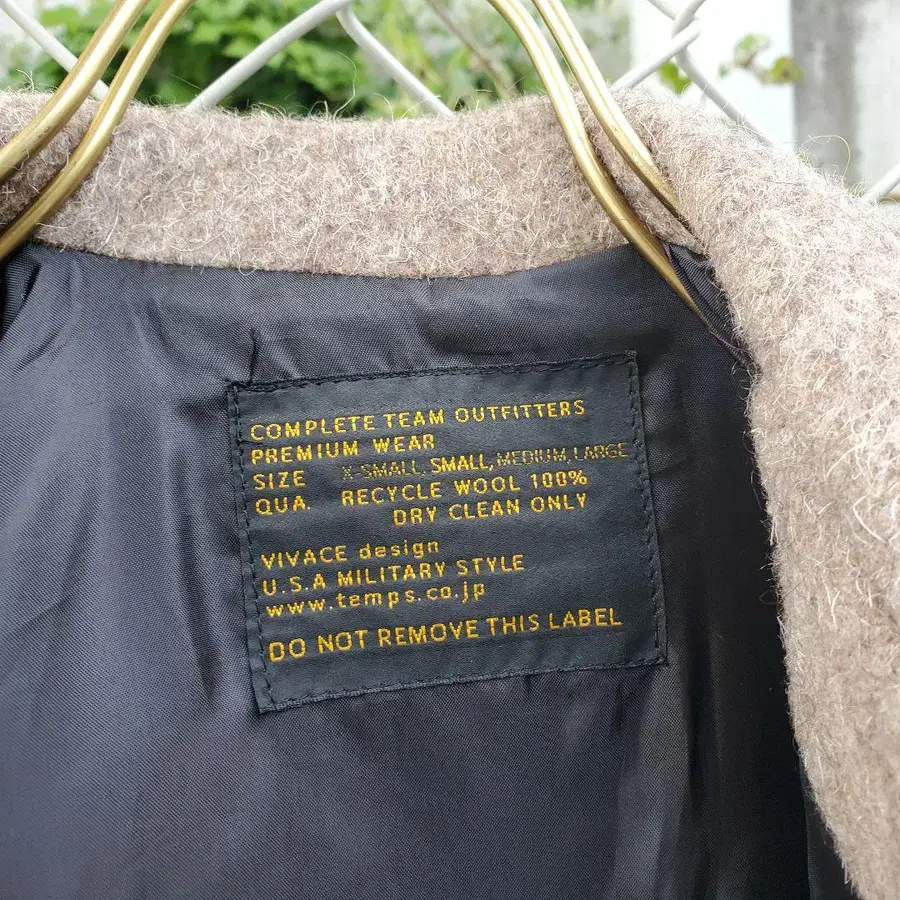 COMPLETE TEAM OUTFITTERS
PREMIUM WEAR
SIZE X-SMALL, SMALL, MEDIUM, LARGE
QUA. RECYCLE WOOL 100%
DRY CLEAN ONLY
VIVACE design
U.S.A MILITARY STYLE
www.temps.co.jp
DO NOT REMOVE THIS LABEL